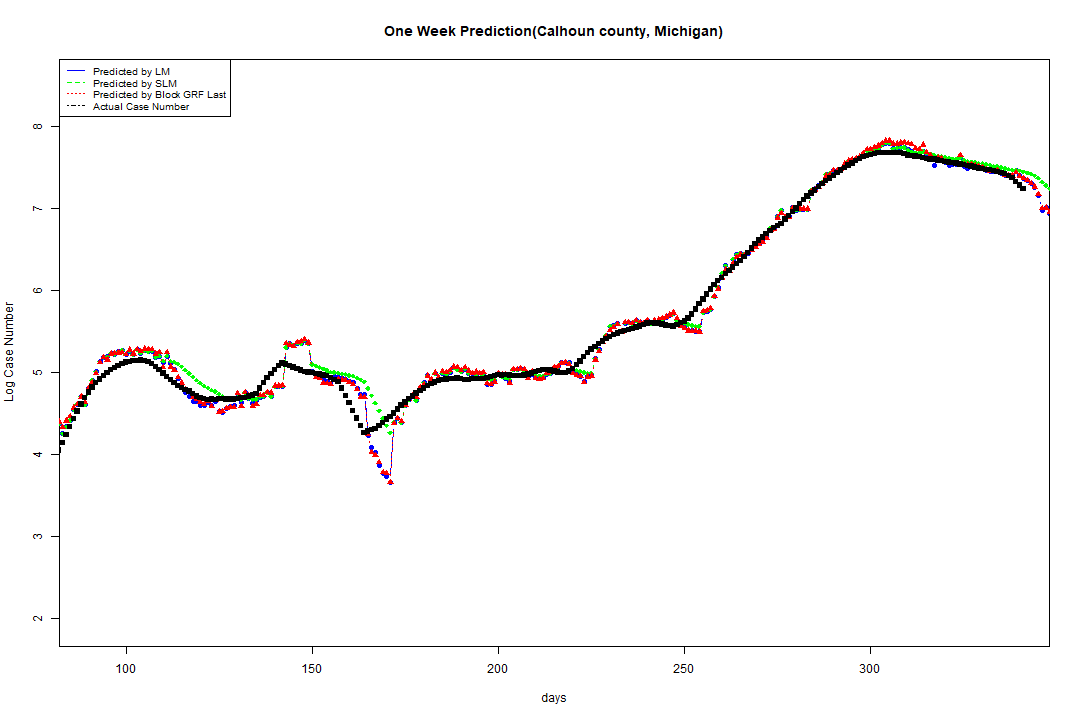 One Week Prediction(Calhoun county, Michigan)
Predicted by LM
Predicted by SLM
Predicted by Block GRF Last
Actual Case Number
Log Case Number
8
7
6
5
4
3
2
100 150 200 250 300
days